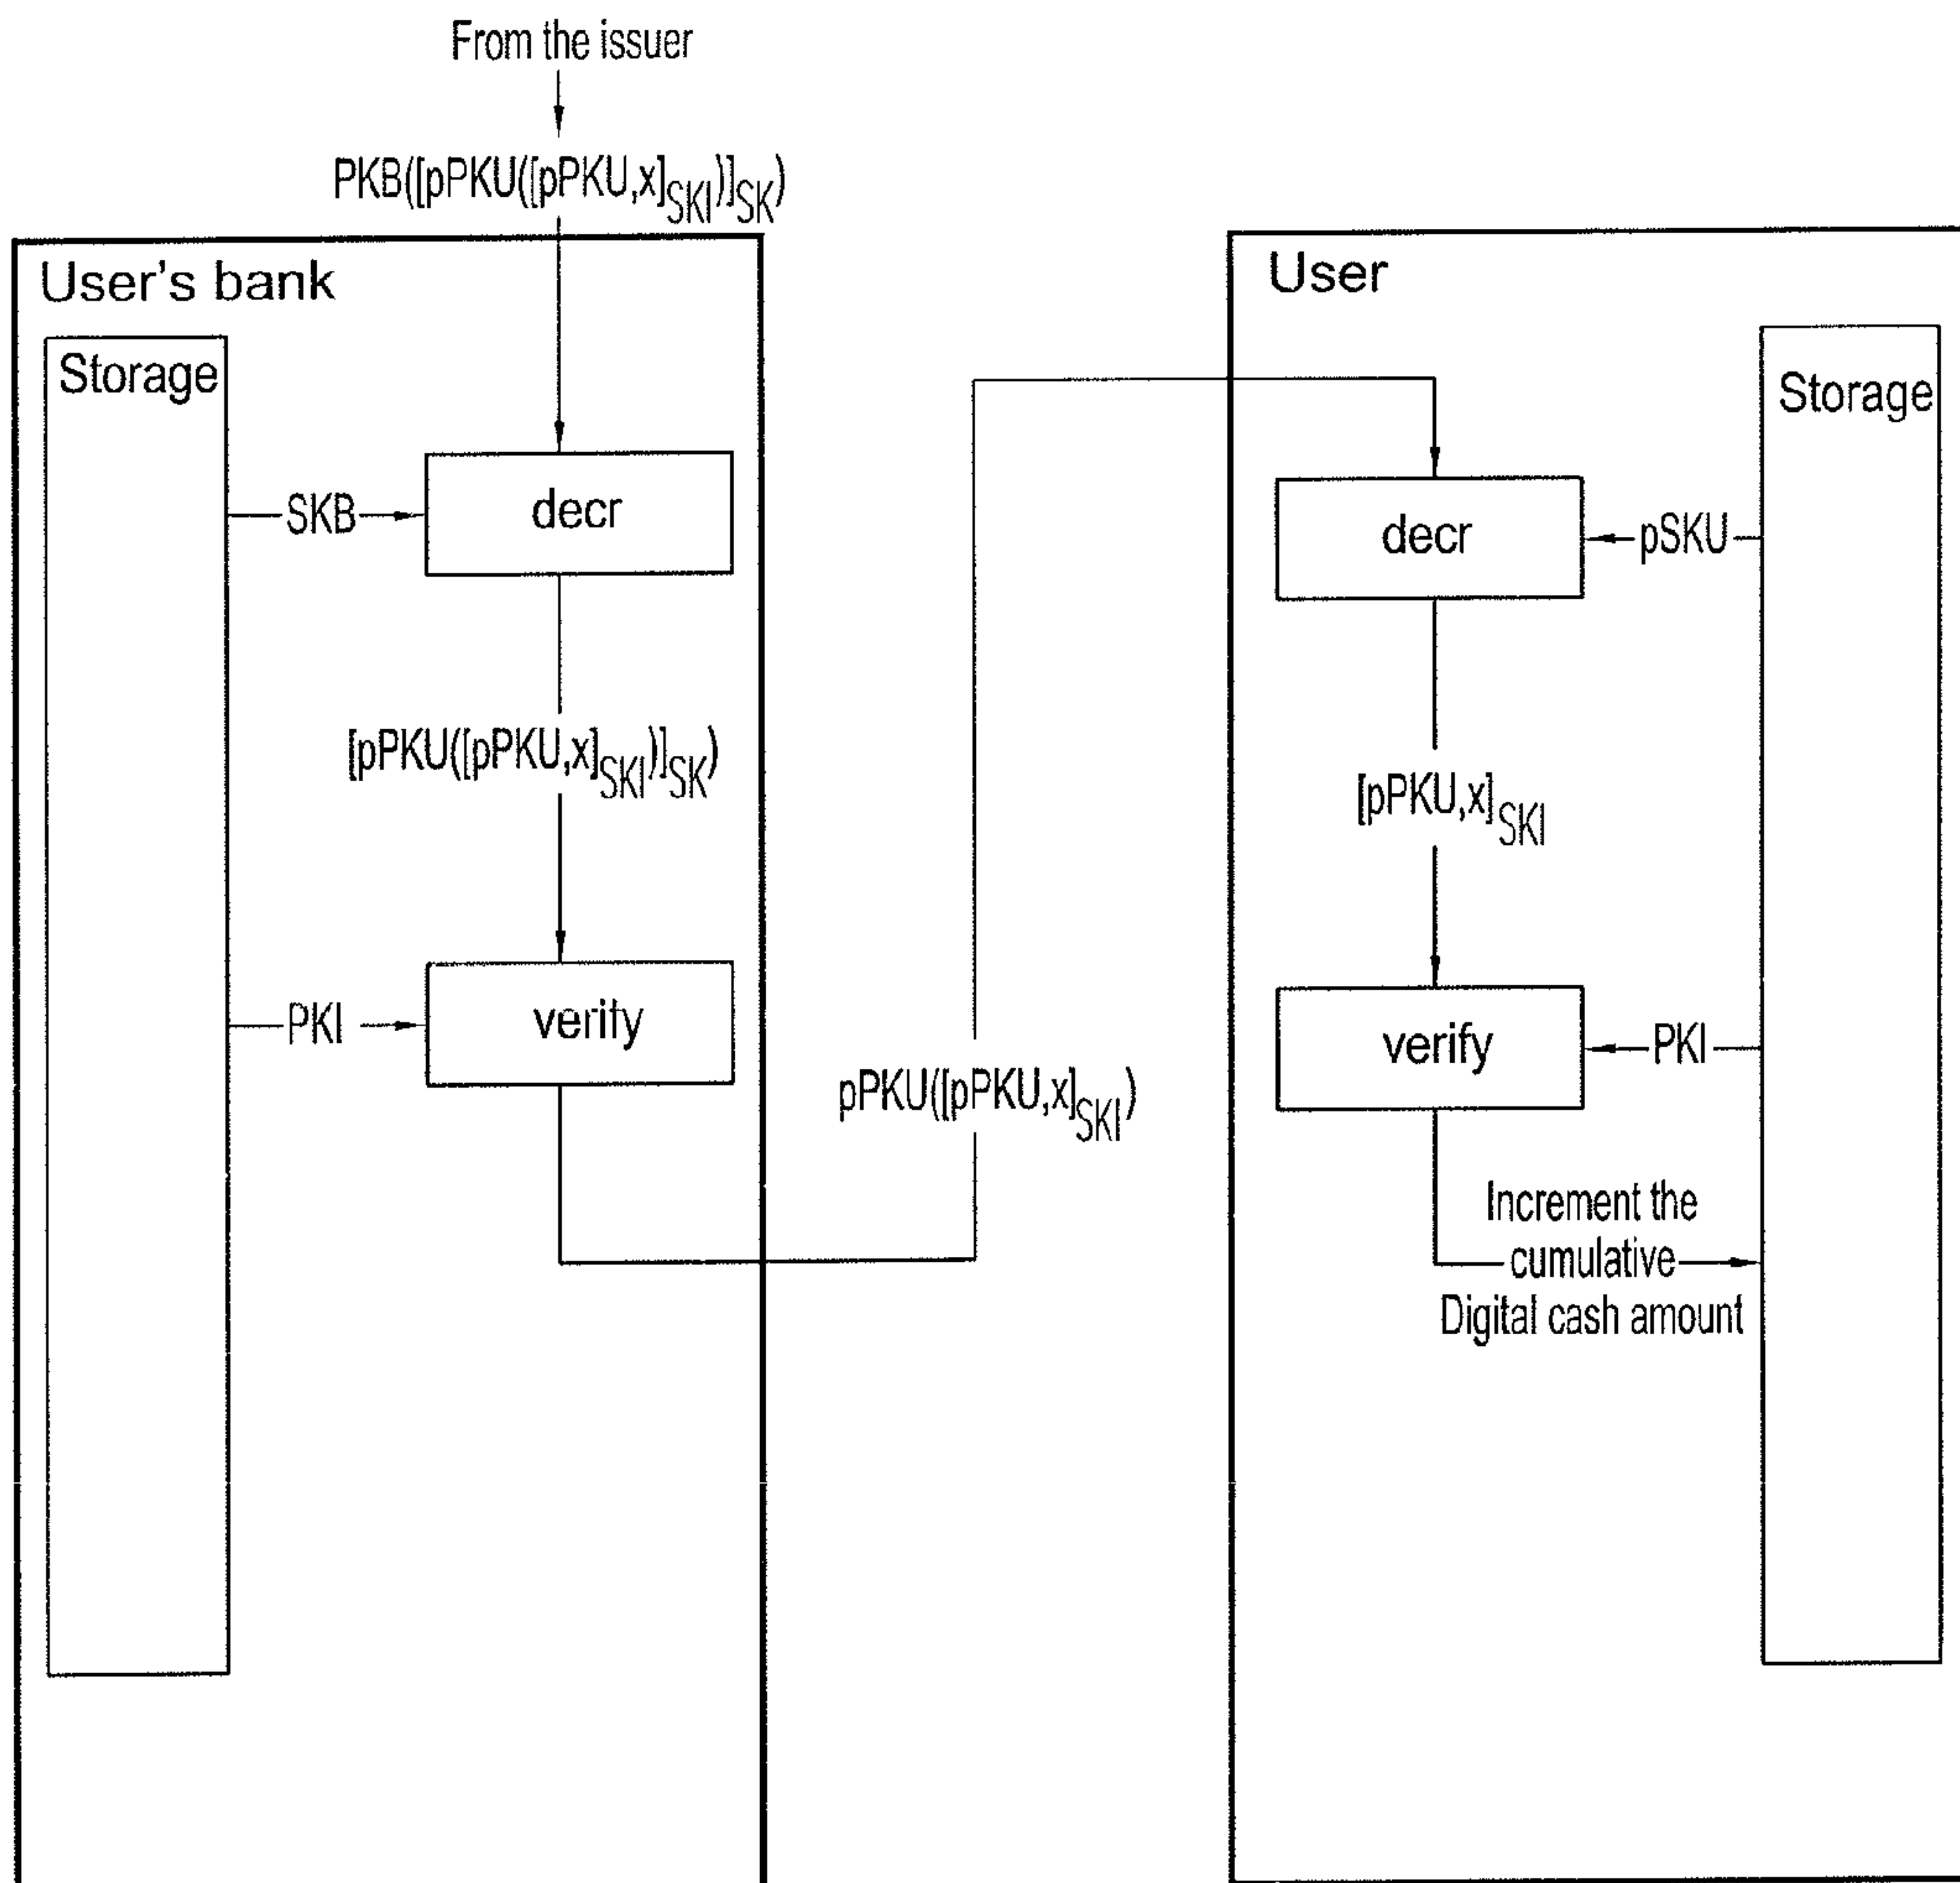 From the issuer
PKB([pPKU([pPKU,x]SKI)]SK)
User's bank
Storage
decr
SKB
[pPKU([pPKU,x]SKI)]SK)
verify
PKI
pPKU([pPKU,x]SKI)
User
Storage
decr
pSKU
[pPKU,x]SKI
verify
PKI
Increment the
cumulative
Digital cash amount